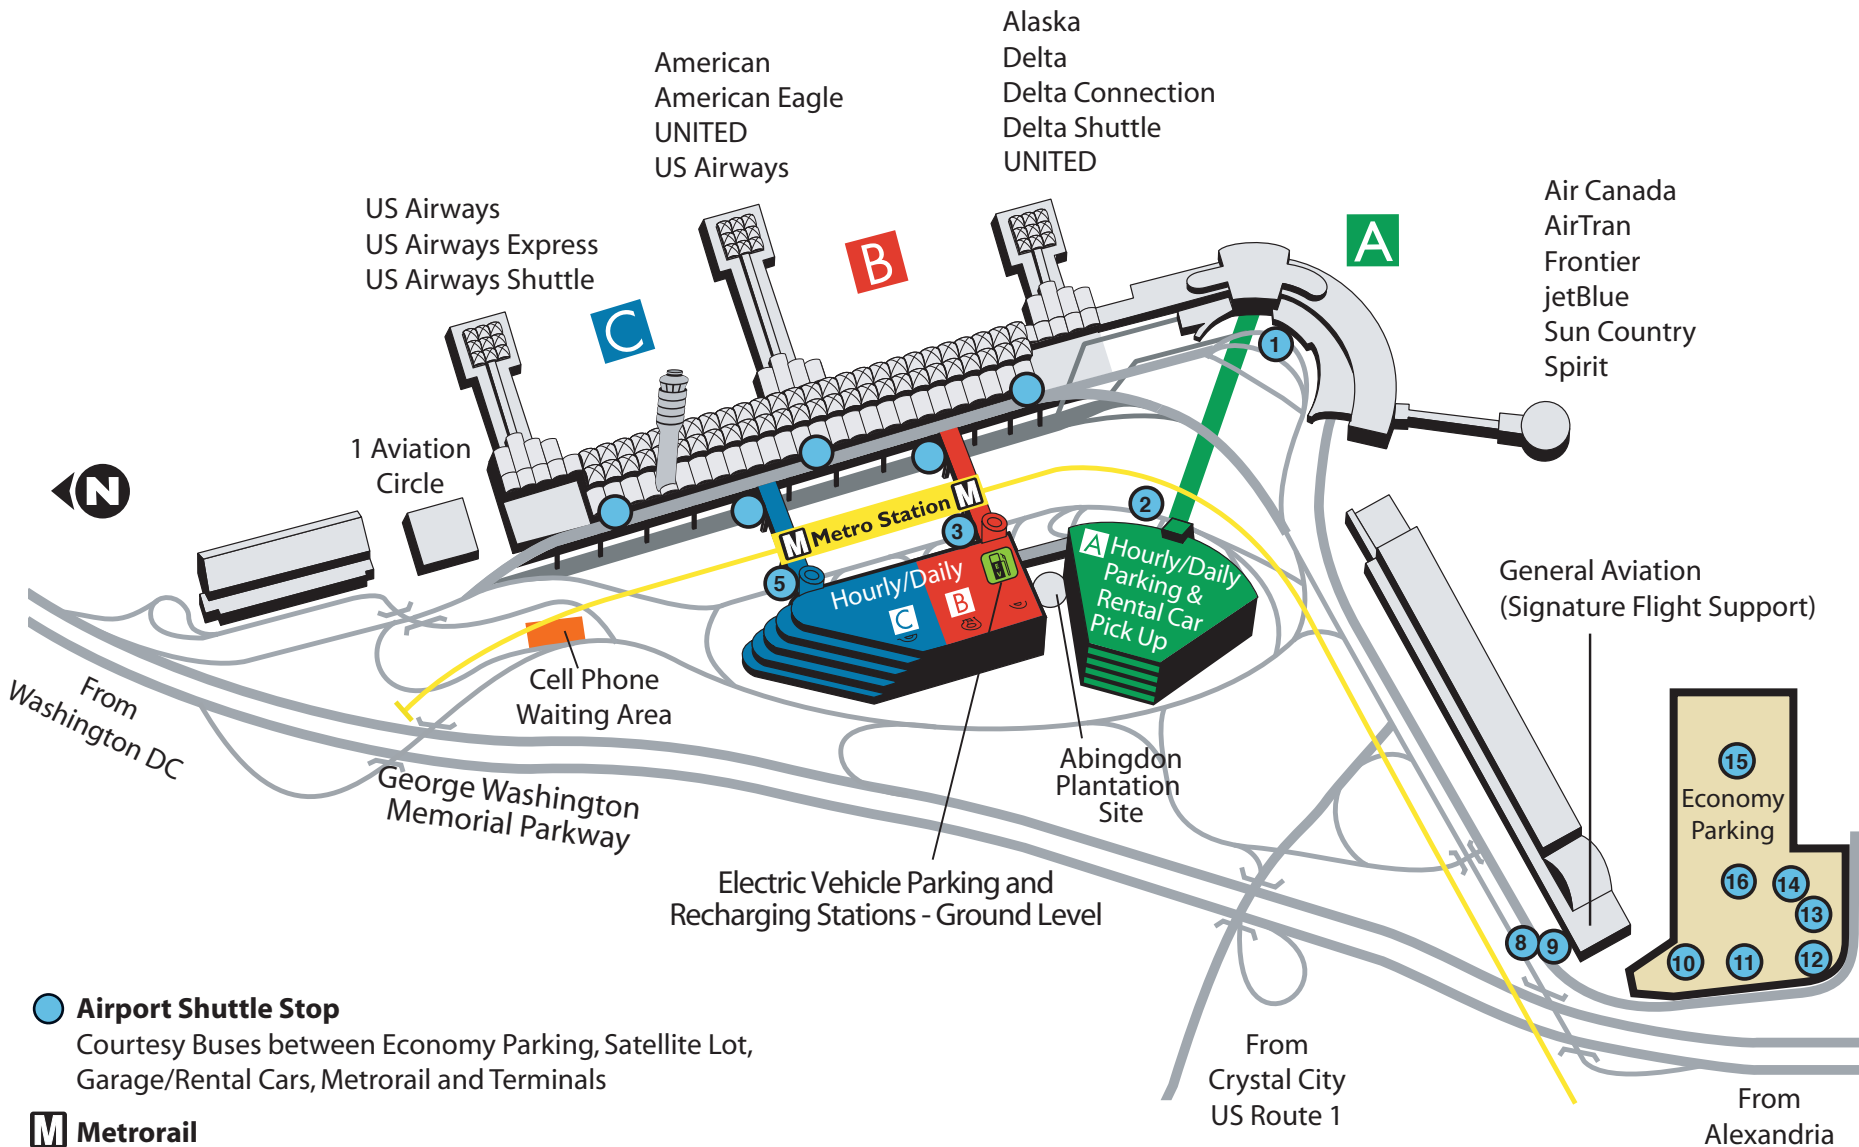 Alaska
Delta
Delta Connection
Delta Shuttle
UNITED
American
American Eagle
UNITED
US Airways
US Airways
US Airways Express
US Airways Shuttle
Air Canada
AirTran
Frontier
jetBlue
Sun Country
Spirit
A
B
C
1
1 Aviation
Circle
N
M Metro Station M
2
3
5
A Hourly/Daily
Parking &
Rental Car
Pick Up
Hourly/Daily
C
B
General Aviation
(Signature Flight Support)
Cell Phone
Waiting Area
From
Washington DC
George Washington
Memorial Parkway
Abingdon
Plantation
Site
Electric Vehicle Parking and
Recharging Stations - Ground Level
15
Economy
Parking
16
14
13
8
9
10
11
12
Airport Shuttle Stop
Courtesy Buses between Economy Parking, Satellite Lot,
Garage/Rental Cars, Metrorail and Terminals
M Metrorail
From
Crystal City
US Route 1
From
Alexandria